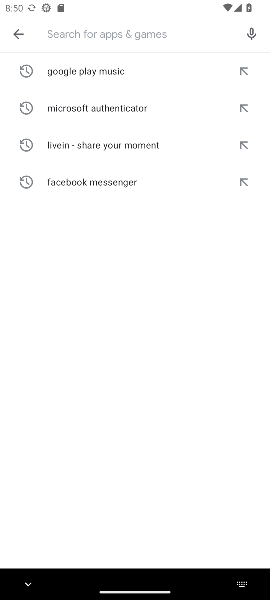 8:50
Search for apps & games
google play music
microsoft authenticator
livein - share your moment
facebook messenger